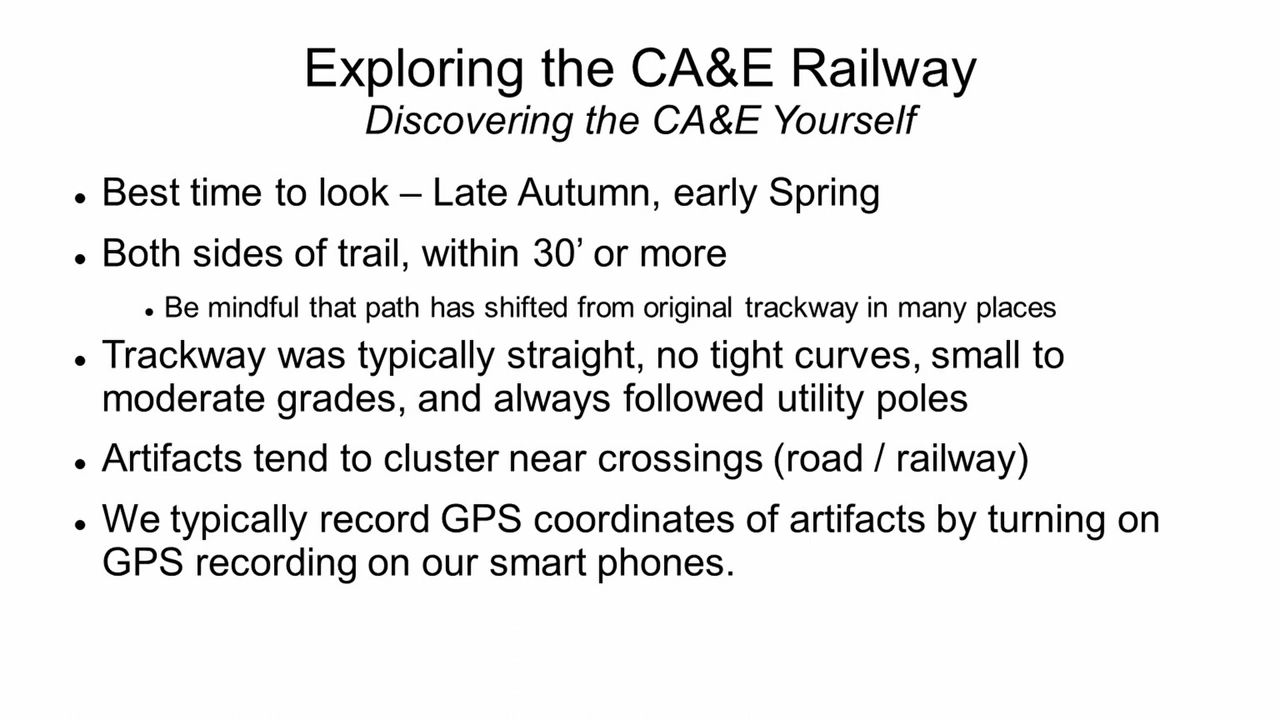 Exploring the CA&E Railway
Discovering the CA&E Yourself
● Best time to look – Late Autumn, early Spring
● Both sides of trail, within 30’ or more
● Be mindful that path has shifted from original trackway in many places
● Trackway was typically straight, no tight curves, small to
moderate grades, and always followed utility poles
● Artifacts tend to cluster near crossings (road / railway)
● We typically record GPS coordinates of artifacts by turning on
GPS recording on our smart phones.